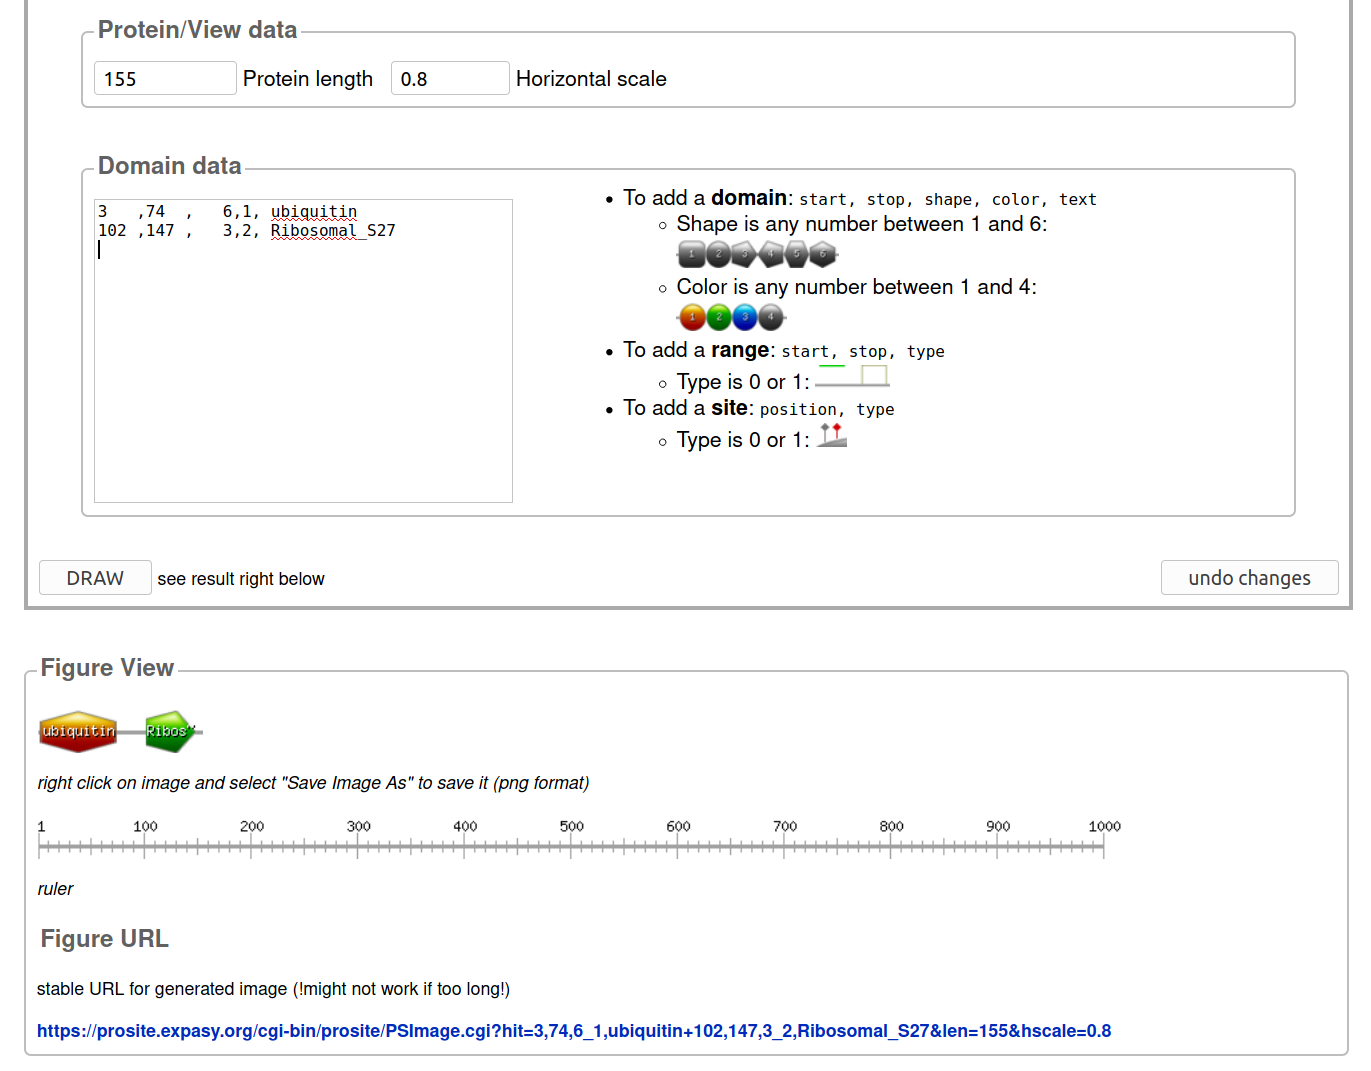 Protein/View data
155 Protein length 0.8 Horizontal scale
Domain data
3   ,74  ,   6,1, ubiquitin
102 ,147 ,   3,2, Ribosomal_S27
To add a domain: start, stop, shape, color, text
Shape is any number between 1 and 6:
1 2 3 4 5 6
Color is any number between 1 and 4:
1 2 3 4
To add a range: start, stop, type
Type is 0 or 1:
To add a site: position, type
Type is 0 or 1:
DRAW see result right below undo changes
Figure View
ubiquitin Ribos
right click on image and select "Save Image As" to save it (png format)
1 100 200 300 400 500 600 700 800 900 1000
ruler
Figure URL
stable URL for generated image (!might not work if too long!)
https://prosite.expasy.org/cgi-bin/prosite/PSImage.cgi?hit=3,74,6_1,ubiquitin+102,147,3_2,Ribosomal_S27&len=155&hscale=0.8